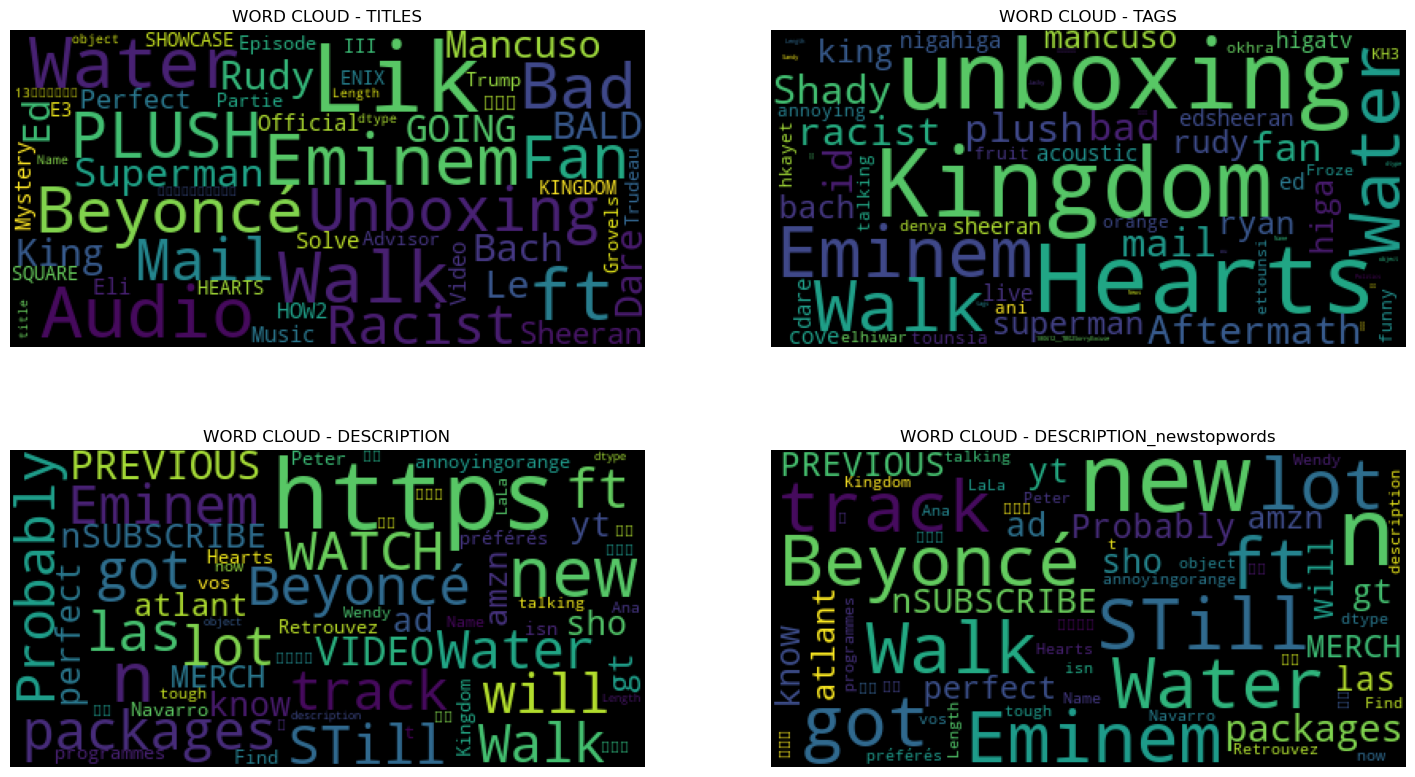 WORD CLOUD - TITLES
object SHOWCASE Episode III Mancuso
Water Rudy Lik ENIX Trump Bad
Perfect Partie Length
E3 Ed Official dtype GOING BALD
PLUSH Eminem Fan
Name Superman KINGDOM
Mystery Beyoncé Unboxing Grovels Trudeau
King Mail Solve Advisor Bach
SQUARE Eli HEARTS Walk Video Left Dare
title Audio HOW2 Music Racist Sheeran
WORD CLOUD - TAGS
king nigahiga mancuso okhra higatv KH3
Shady unboxing Water
annoying racist plush bad edsheeran rudy fan
hkayet acid fruit acoustic Froze
bach talking Kingdom ed
denya sheeran orange ryan higa
Eminem mail ettounsi
Walk live ani Hearts
dare superman Aftermath funny
cove elhiwar tounsia
WORD CLOUD - DESCRIPTION
Probably PREVIOUS Peter annoyingorange dtype
Eminem https LaLa ft
nSUBSCRIBE WATCH préférés yt
got Hearts now new
perfect vos Beyoncé amzn
atlant Wendy talking Ana
las object Retrouvez ad Name isn sho
lot VIDEO Water
n MERCH track gt
tough know will Length
Navarro description Kingdom
packages STill t Walk
programmes Find
WORD CLOUD - DESCRIPTION_newstopwords
PREVIOUS talking new lot Wendy
Kingdom LaLa yt Peter
track Ana ad Probably amzn n description
Beyoncé t sho object ft
annoyingorange will gt
nSUBSCRIBE dtype
know atlant programmes Walk STill MERCH
Hearts isn
perfect Name Water las
got vos tough Navarro Find
Length Eminem packages
préférés Retrouvez now